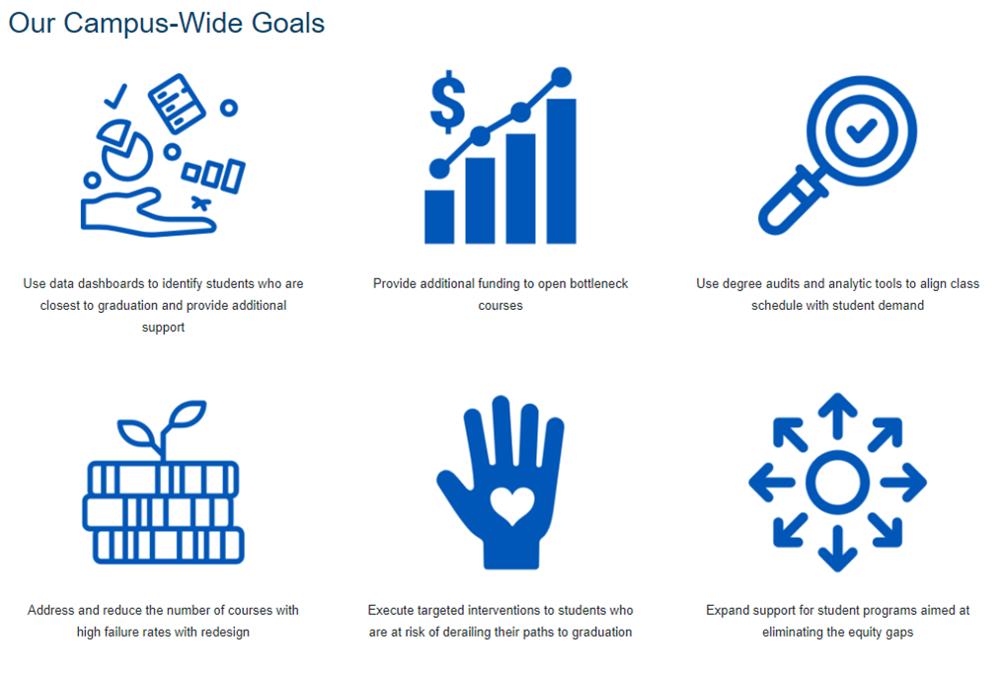 Our Campus-Wide Goals
$
Use data dashboards to identify students who are
closest to graduation and provide additional
support
Provide additional funding to open bottleneck
courses
Use degree audits and analytic tools to align class
schedule with student demand
Address and reduce the number of courses with
high failure rates with redesign
Execute targeted interventions to students who
are at risk of derailing their paths to graduation
Expand support for student programs aimed at
eliminating the equity gaps